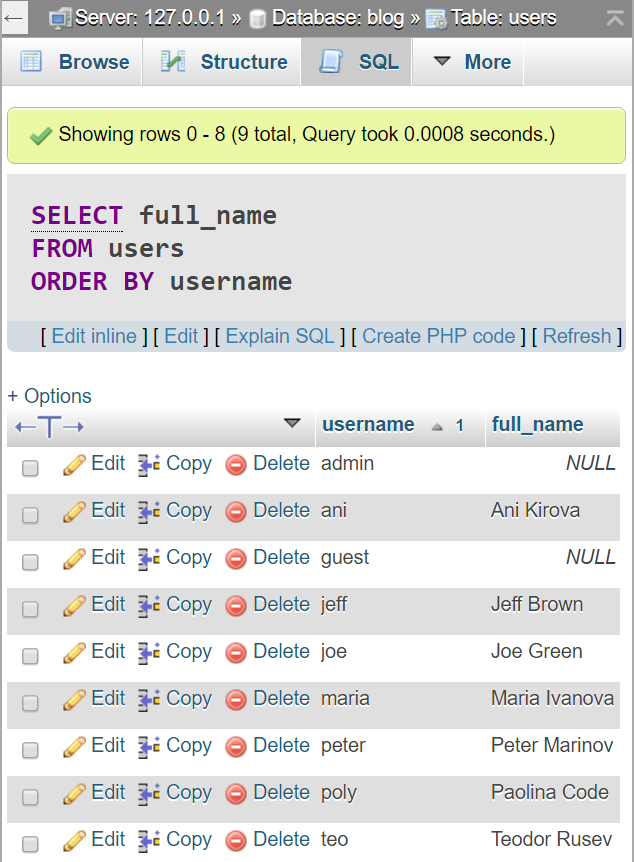 ← Server: 127.0.0.1 » Database: blog » Table: users
Browse Structure SQL More
Showing rows 0 - 8 (9 total, Query took 0.0008 seconds.)
SELECT full_name
FROM users
ORDER BY username
[ Edit inline ] [ Edit ] [ Explain SQL ] [ Create PHP code ] [ Refresh ]
+ Options
←T→ username 1 full_name
Edit Copy Delete admin NULL
Edit Copy Delete ani Ani Kirova
Edit Copy Delete guest NULL
Edit Copy Delete jeff Jeff Brown
Edit Copy Delete joe Joe Green
Edit Copy Delete maria Maria Ivanova
Edit Copy Delete peter Peter Marinov
Edit Copy Delete poly Paolina Code
Edit Copy Delete teo Teodor Rusev